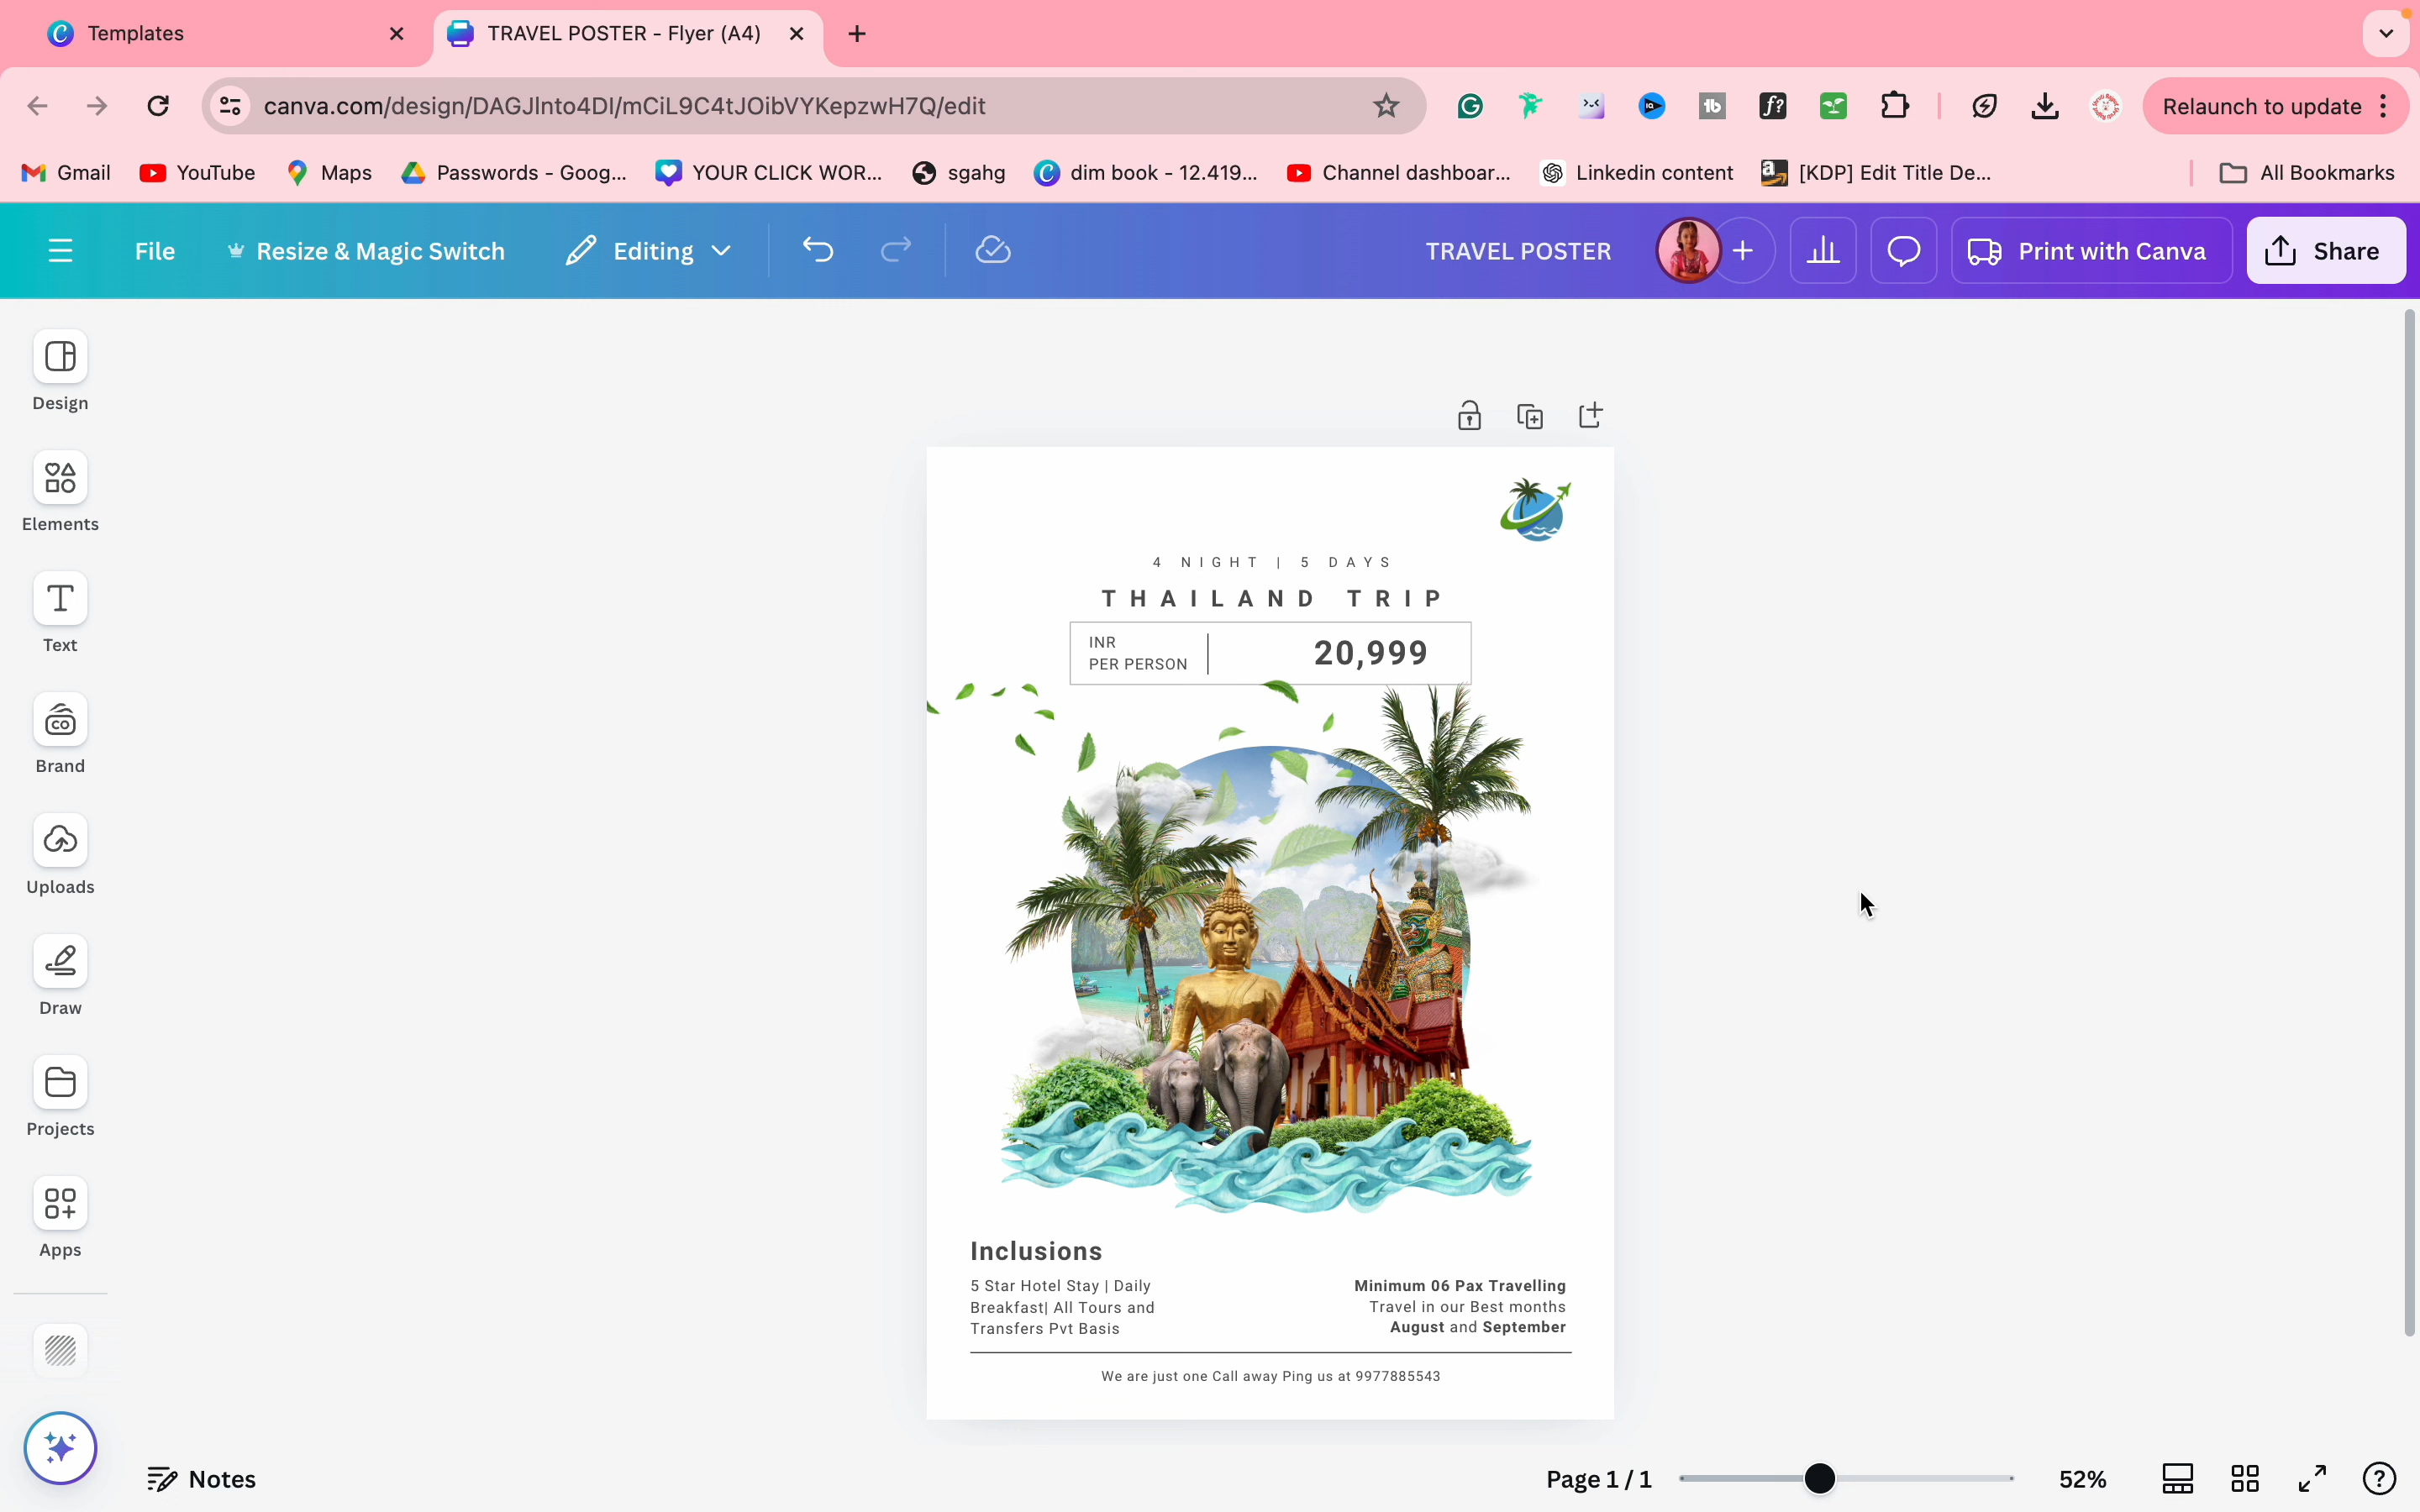 Templates
TRAVEL POSTER - Flyer (A4)
canva.com/design/DAGJInto4DI/mCiL9C4tJOibVYKepzwH7Q/edit
Relaunch to update
Gmail
YouTube
Maps
Passwords - Goog...
YOUR CLICK WOR...
sgahg
dim book - 12.419...
Channel dashboar...
Linkedin content
[KDP] Edit Title De...
All Bookmarks
File
Resize & Magic Switch
Editing
TRAVEL POSTER
Print with Canva
Share
Design
Elements
Text
Brand
Uploads
Draw
Projects
Apps
4 NIGHT | 5 DAYS
THAILAND TRIP
INR
PER PERSON
20,999
Inclusions
5 Star Hotel Stay | Daily
Breakfast| All Tours and
Transfers Pvt Basis
Minimum 06 Pax Travelling
Travel in our Best months
August and September
We are just one Call away Ping us at 9977885543
Notes
Page 1 / 1
52%